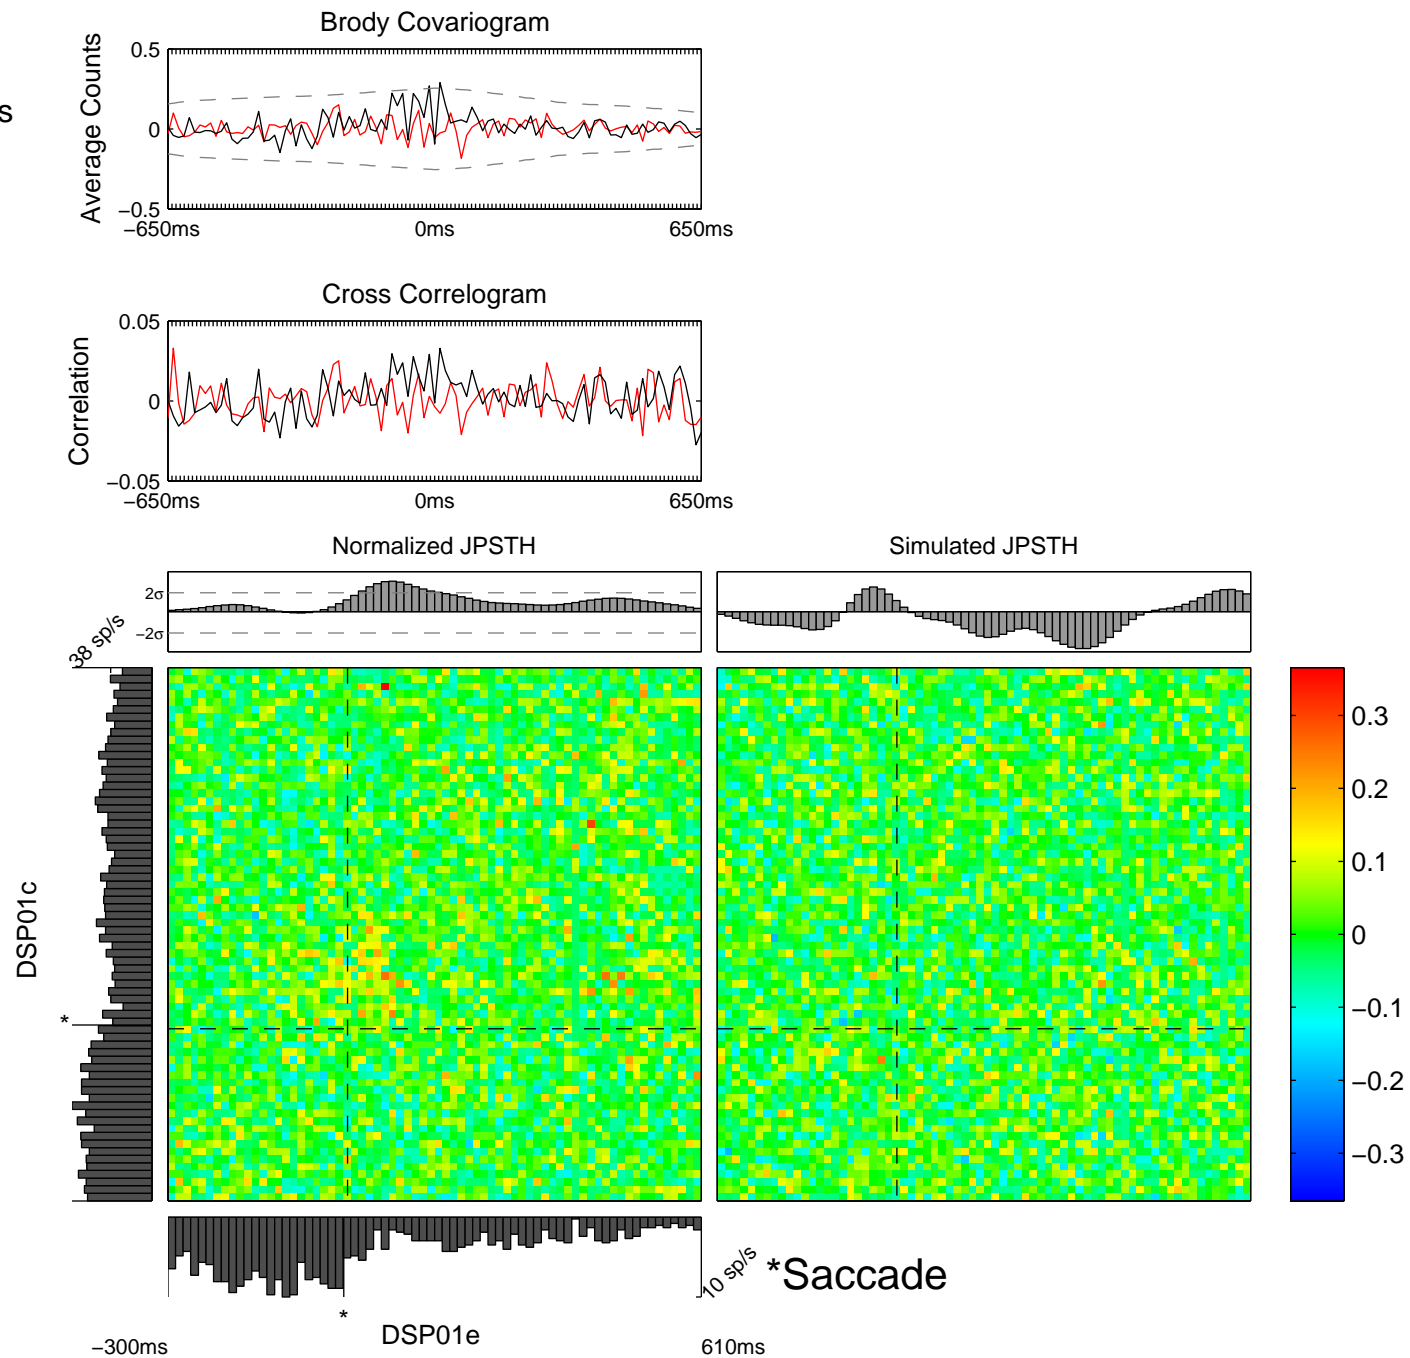 Brody Covariogram
s
Average Counts
0.5
0
−0.5
−650ms 0ms 650ms
Cross Correlogram
Correlation
0.05
0
−0.05
−650ms 0ms 650ms
Normalized JPSTH
Simulated JPSTH
2σ
−2σ
38 sp/s
DSP01c
*
0.3
0.2
0.1
0
−0.1
−0.2
−0.3
10 sp/s
*Saccade
*
DSP01e
−300ms 610ms